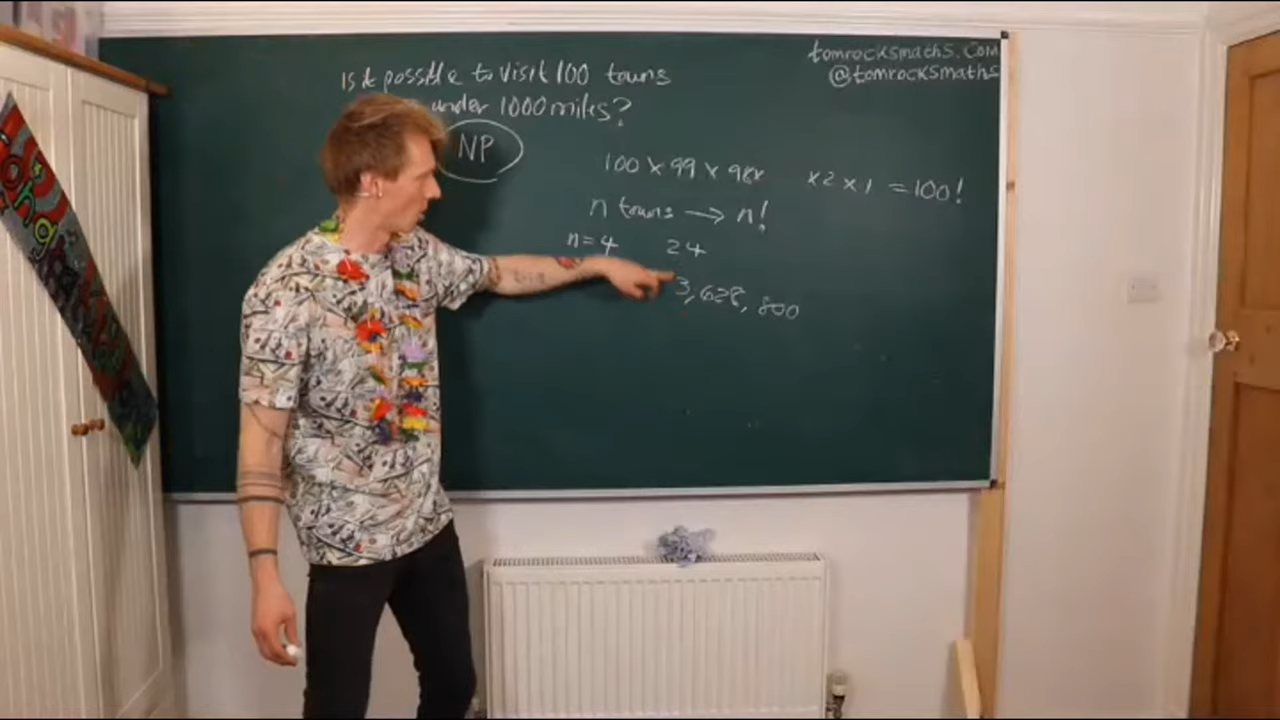 tomrocksmaths.com
@tomrocksmaths
Is it possible to visit 100 towns
under 1000 miles?
NP
100 x 99 x 98x x 2 x 1 = 100!
n towns → n!
n=4 24
3,628,800